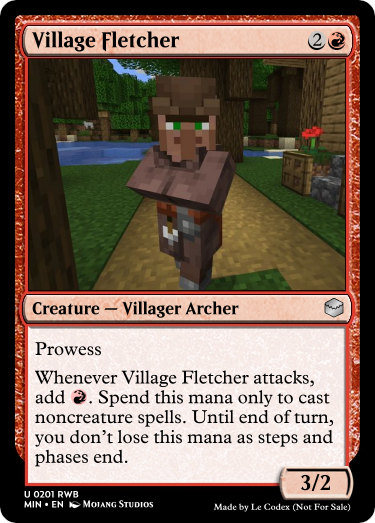 Village Fletcher 2
Creature — Villager Archer
Prowess
Whenever Village Fletcher attacks,
add . Spend this mana only to cast
noncreature spells. Until end of turn,
you don't lose this mana as steps and
phases end.
3/2
U 0201 RWB
MIN • EN Mojang Studios
Made by Le Codex (Not For Sale)